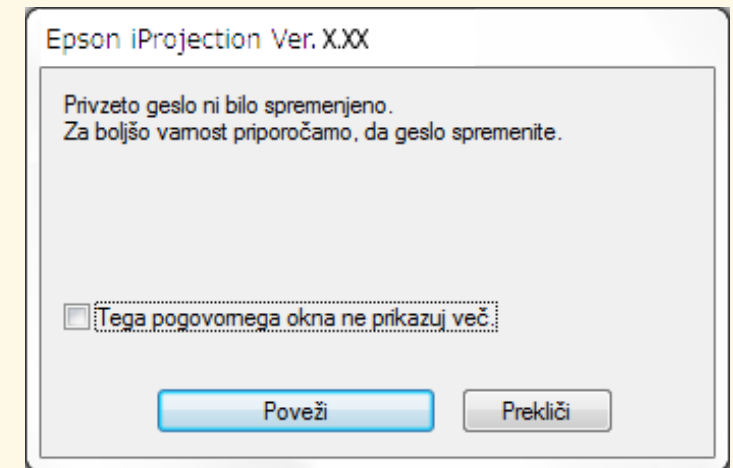 Epson iProjection Ver. X.XX
Privzeto geslo ni bilo spremenjeno.
Za boljšo varnost priporočamo, da geslo spremenite.
Tega pogovornega okna ne prikazuj več.
Poveži
Prekliči